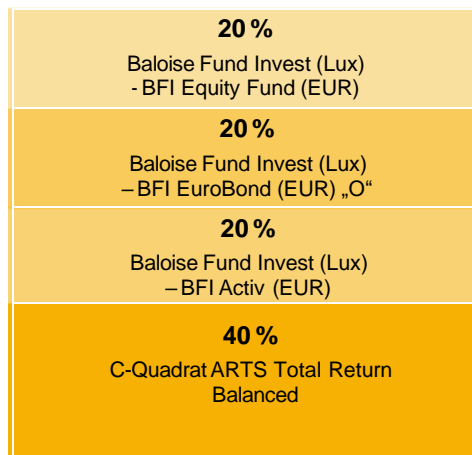 20 %
Baloise Fund Invest (Lux)
- BFI Equity Fund (EUR)
20 %
Baloise Fund Invest (Lux)
– BFI EuroBond (EUR) „O“
20 %
Baloise Fund Invest (Lux)
– BFI Activ (EUR)
40 %
C-Quadrat ARTS Total Return
Balanced